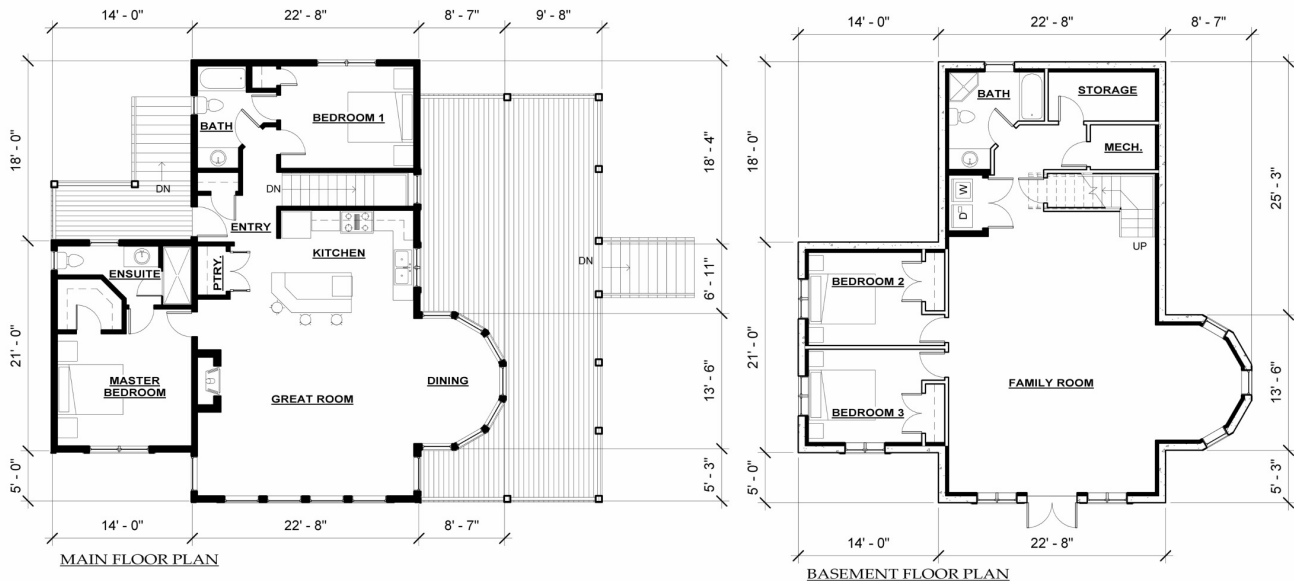 14' - 0" 22' - 8" 8' - 7" 9' - 8"
18' - 0"
21' - 0"
5' - 0"
BATH
BEDROOM 1
DN
DN
ENTRY
KITCHEN
PTRY.
ENSUITE
MASTER
BEDROOM
GREAT ROOM
DINING
DN
18' - 4"
6' - 11"
13' - 6"
5' - 3"
14' - 0" 22' - 8" 8' - 7"
MAIN FLOOR PLAN
14' - 0" 22' - 8" 8' - 7"
18' - 0"
21' - 0"
5' - 0"
BATH
STORAGE
MECH.
W
D
UP
BEDROOM 2
BEDROOM 3
FAMILY ROOM
25' - 3"
13' - 6"
5' - 3"
14' - 0" 22' - 8"
BASEMENT FLOOR PLAN